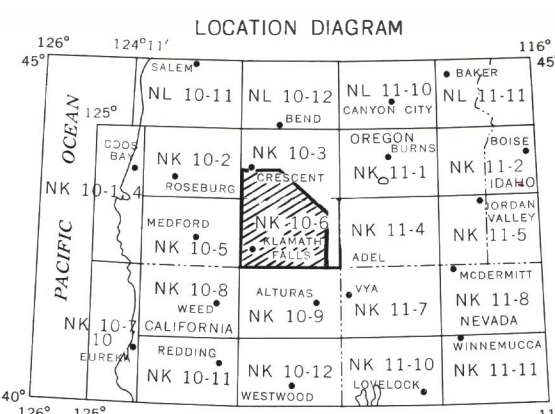 LOCATION DIAGRAM
126°
124°11'
116°
45°
45
SALEM
NL 10-11
NL 10-12
BEND
NL 11-10
CANYON CITY
BAKER
NL 11-11
125°
PACIFIC OCEAN
COOS
BAY
NK 10-1
4
NK 10-2
ROSEBURG
NK 10-3
CRESCENT
OREGON
BURNS
NK 11-1
BOISE
NK 11-2
IDAHO
MEDFORD
NK 10-5
NK 10-6
KLAMATH
FALLS
NK 11-4
ADEL
JORDAN
VALLEY
NK 11-5
NK 10-7
10
EUREKA
NK 10-8
WEED
CALIFORNIA
ALTURAS
NK 10-9
VYA
NK 11-7
MCDERMITT
NK 11-8
NEVADA
REDDING
NK 10-11
NK 10-12
WESTWOOD
NK 11-10
LOVELOCK
WINNEMUCCA
NK 11-11
40°
126°
125°